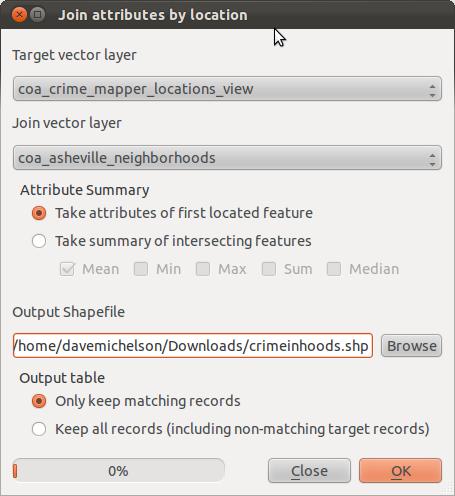 Join attributes by location
Target vector layer
coa_crime_mapper_locations_view
Join vector layer
coa_asheville_neighborhoods
Attribute Summary
Take attributes of first located feature
Take summary of intersecting features
Mean Min Max Sum Median
Output Shapefile
/home/davemichelson/Downloads/crimeinhoods.shp Browse
Output table
Only keep matching records
Keep all records (including non-matching target records)
0% Close OK